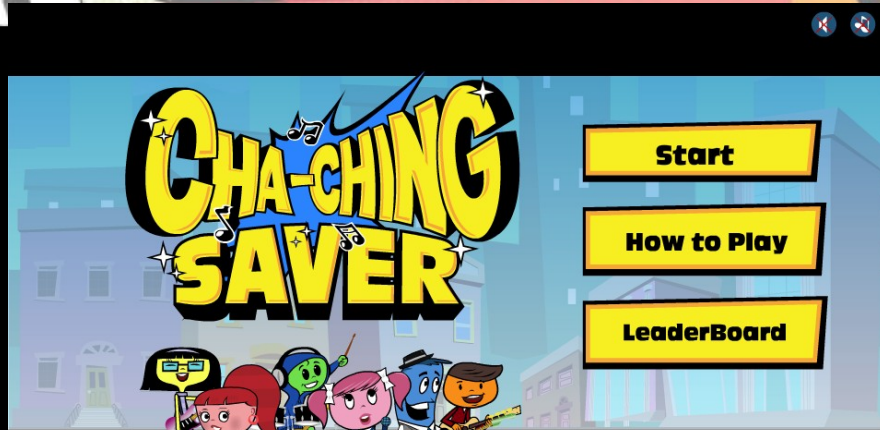 CHA-CHING
SAVER
Start
How to Play
LeaderBoard